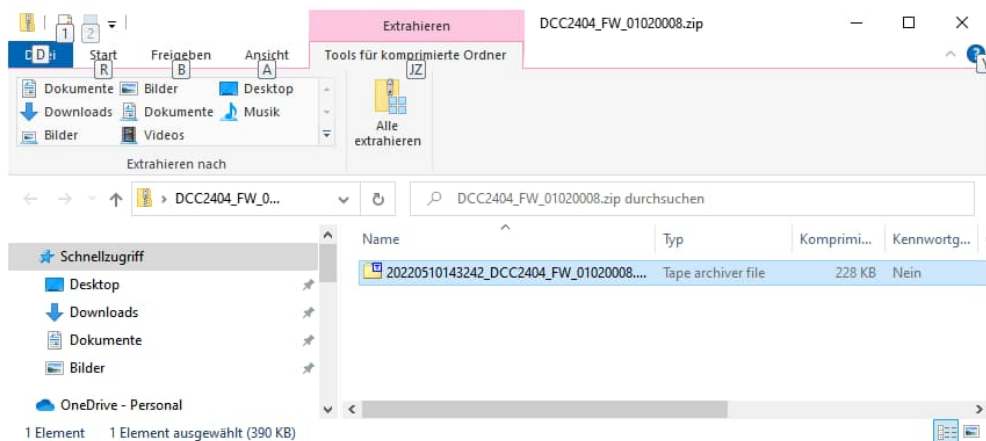 Extrahieren DCC2404_FW_01020008.zip
1 2
D Start Freigeben Ansicht Tools für komprimierte Ordner
R B A JZ Y
Dokumente Bilder Desktop
Downloads Dokumente Musik
Bilder Videos
Alle
extrahieren
Extrahieren nach
DCC2404_FW_0...
DCC2404_FW_01020008.zip durchsuchen
Name Typ Komprimi... Kennwortg...
20220510143242_DCC2404_FW_01020008.... Tape archiver file 228 KB Nein
Schnellzugriff
Desktop
Downloads
Dokumente
Bilder
OneDrive - Personal
1 Element 1 Element ausgewählt (390 KB)